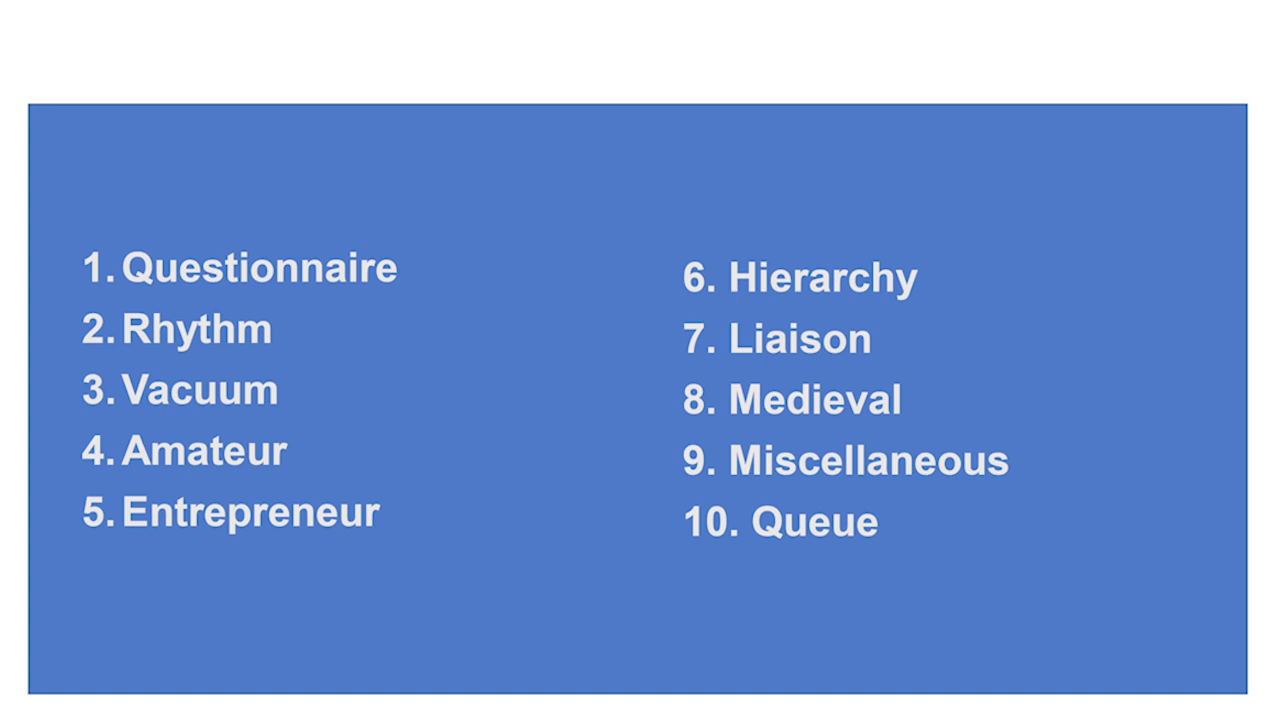 1. Questionnaire
2. Rhythm
3. Vacuum
4. Amateur
5. Entrepreneur
6. Hierarchy
7. Liaison
8. Medieval
9. Miscellaneous
10. Queue